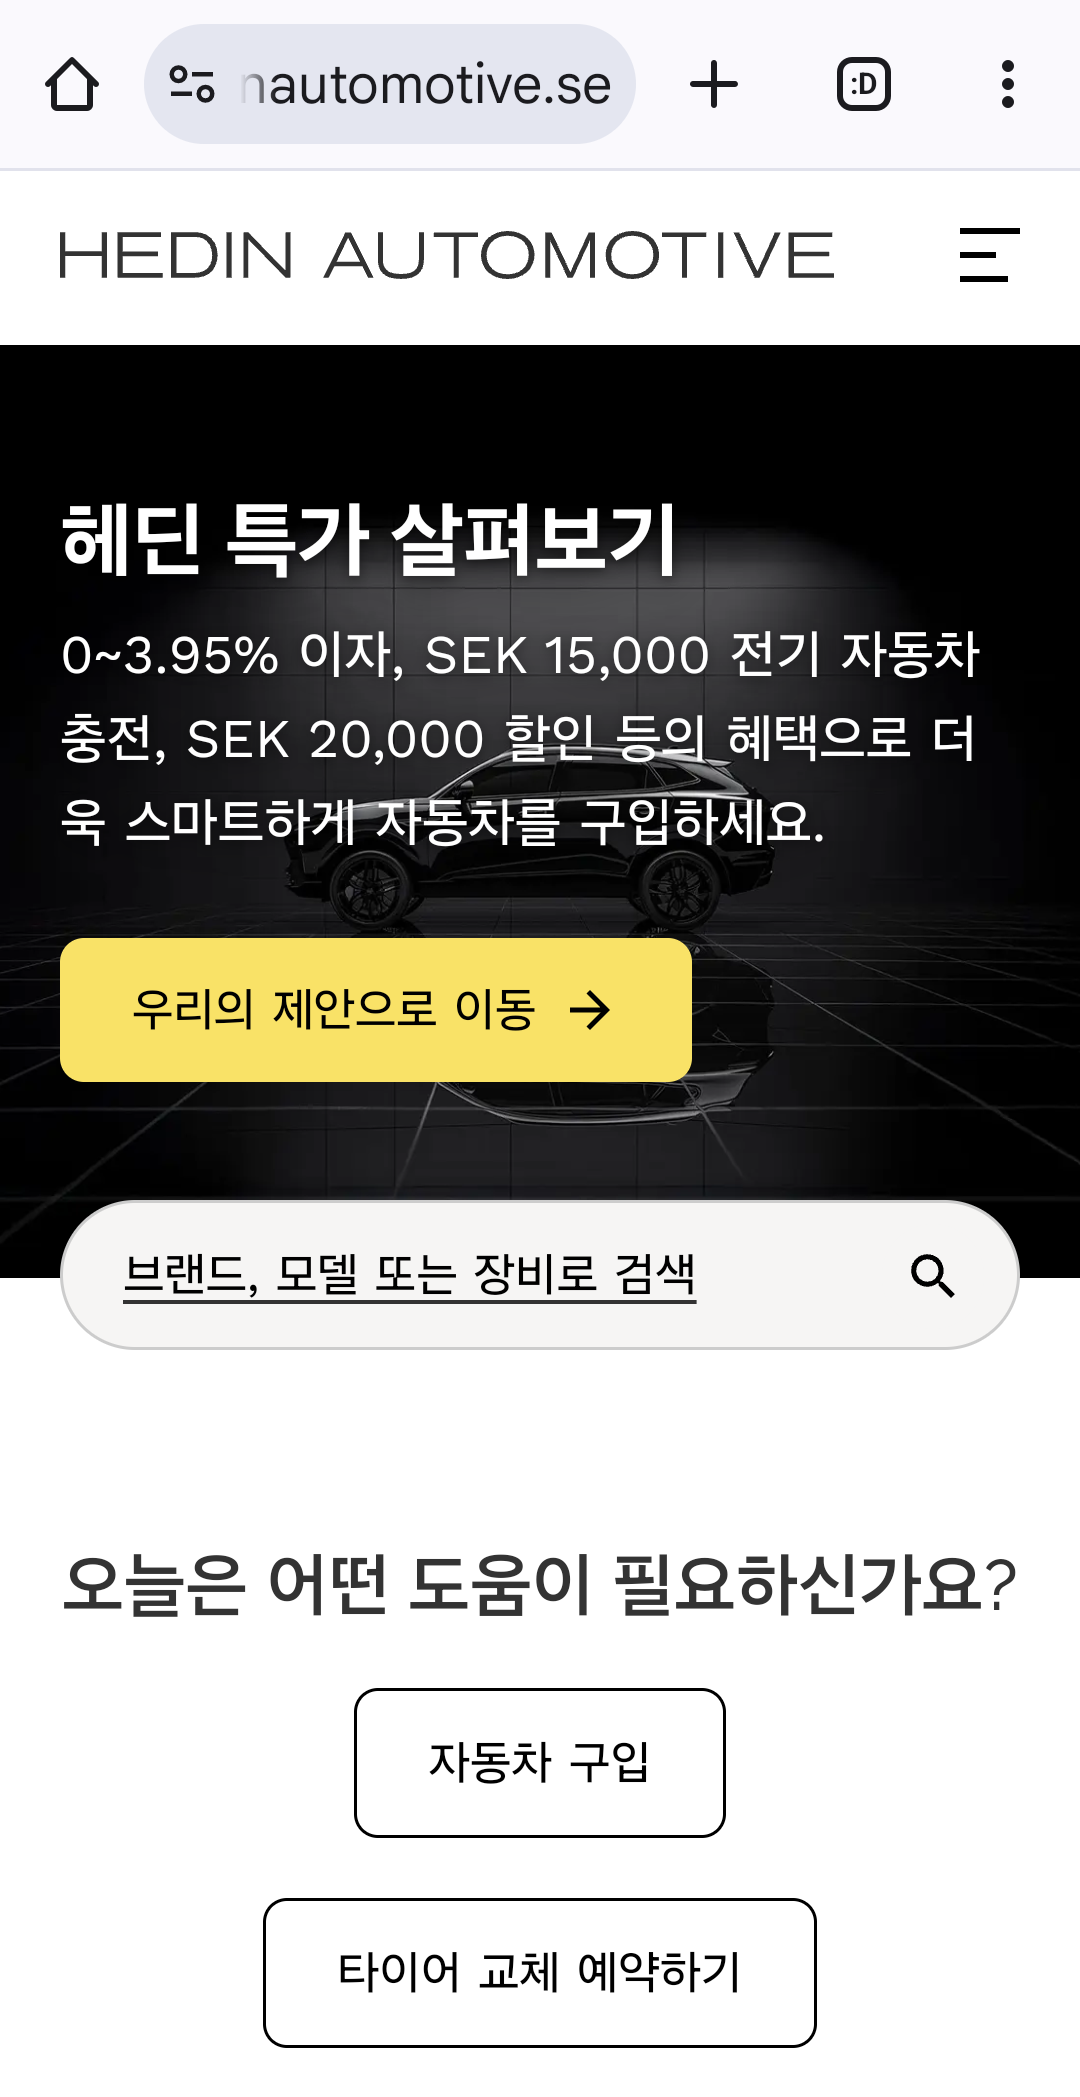 nautomotive.se
:D
HEDIN AUTOMOTIVE
헤딘 특가 살펴보기
0~3.95% 이자, SEK 15,000 전기 자동차
충전, SEK 20,000 할인 등의 혜택으로 더
욱 스마트하게 자동차를 구입하세요.
우리의 제안으로 이동
브랜드, 모델 또는 장비로 검색
오늘은 어떤 도움이 필요하신가요?
자동차 구입
타이어 교체 예약하기